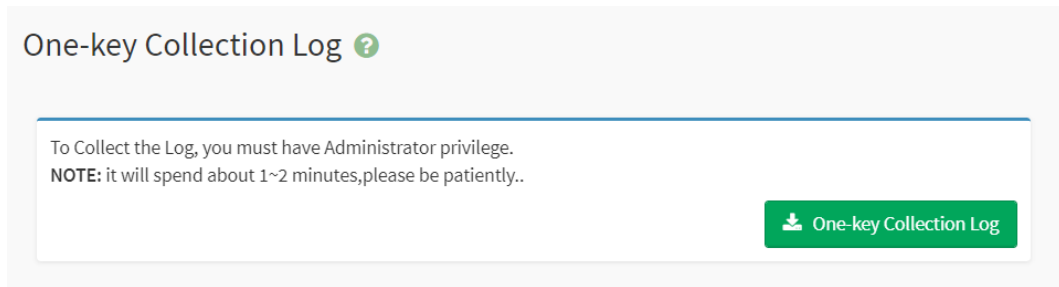 One-key Collection Log
To Collect the Log, you must have Administrator privilege.
NOTE: it will spend about 1~2 minutes,please be patiently..
One-key Collection Log